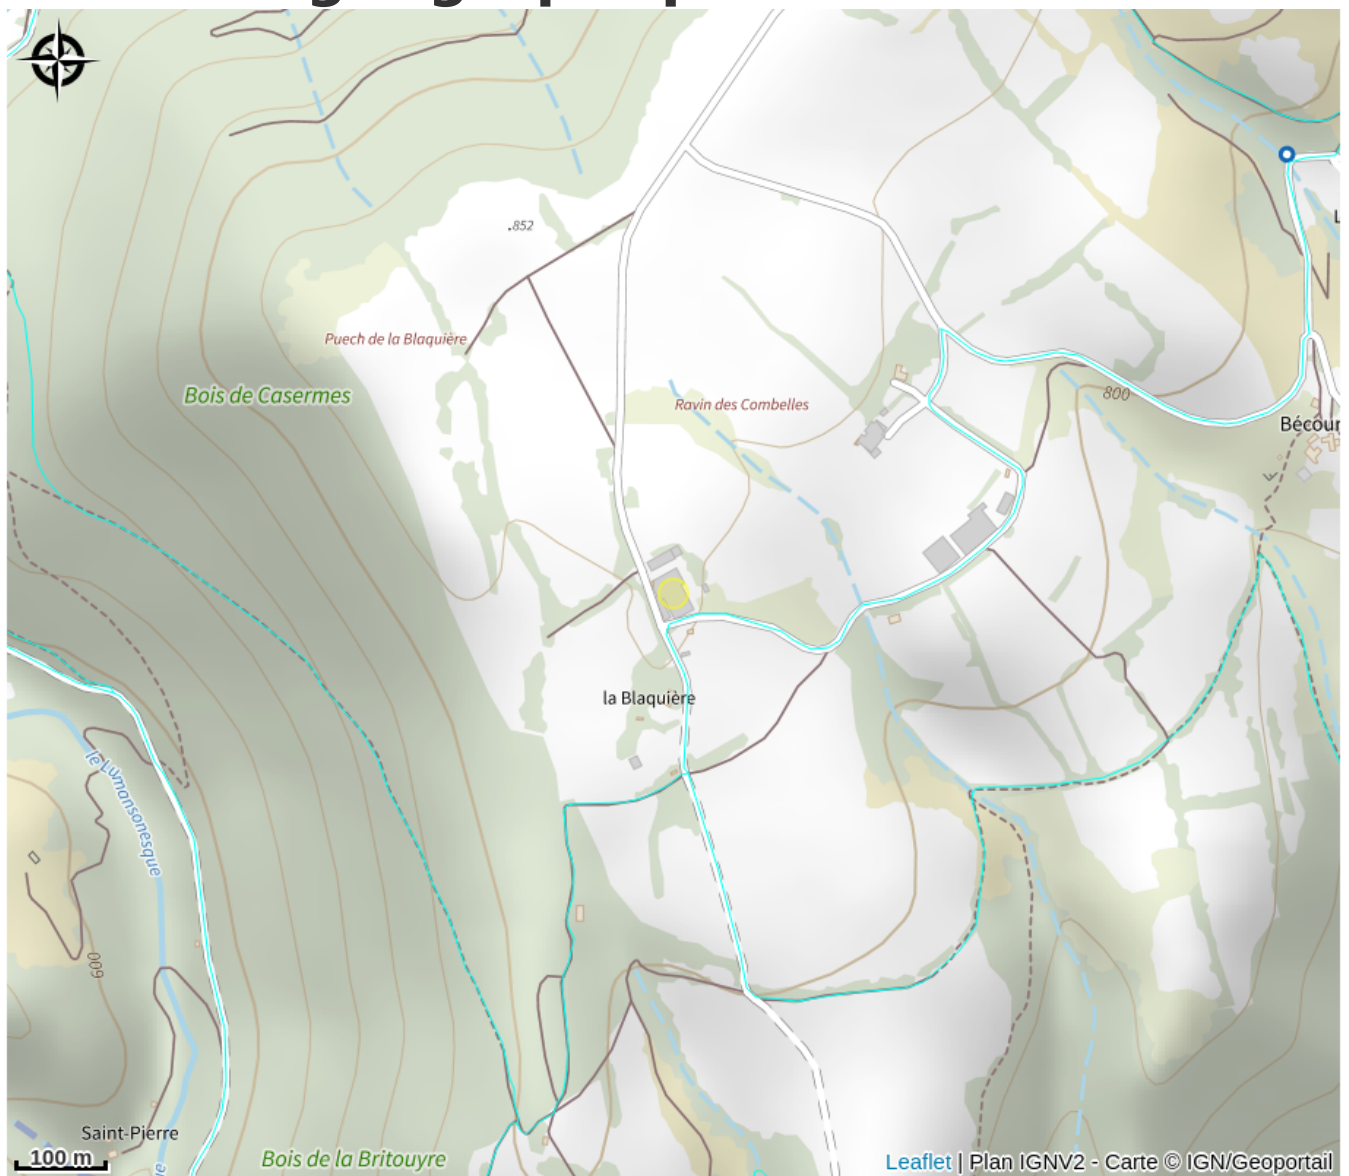 .852
Puech de la Blaquière
Bois de Casermes
Ravin des Combelles
800
Bécour
la Blaquière
le Lumansonesque
600
Saint-Pierre
100 m
Bois de la Britouyre
Leaflet | Plan IGNV2 - Carte © IGN/Geoportail